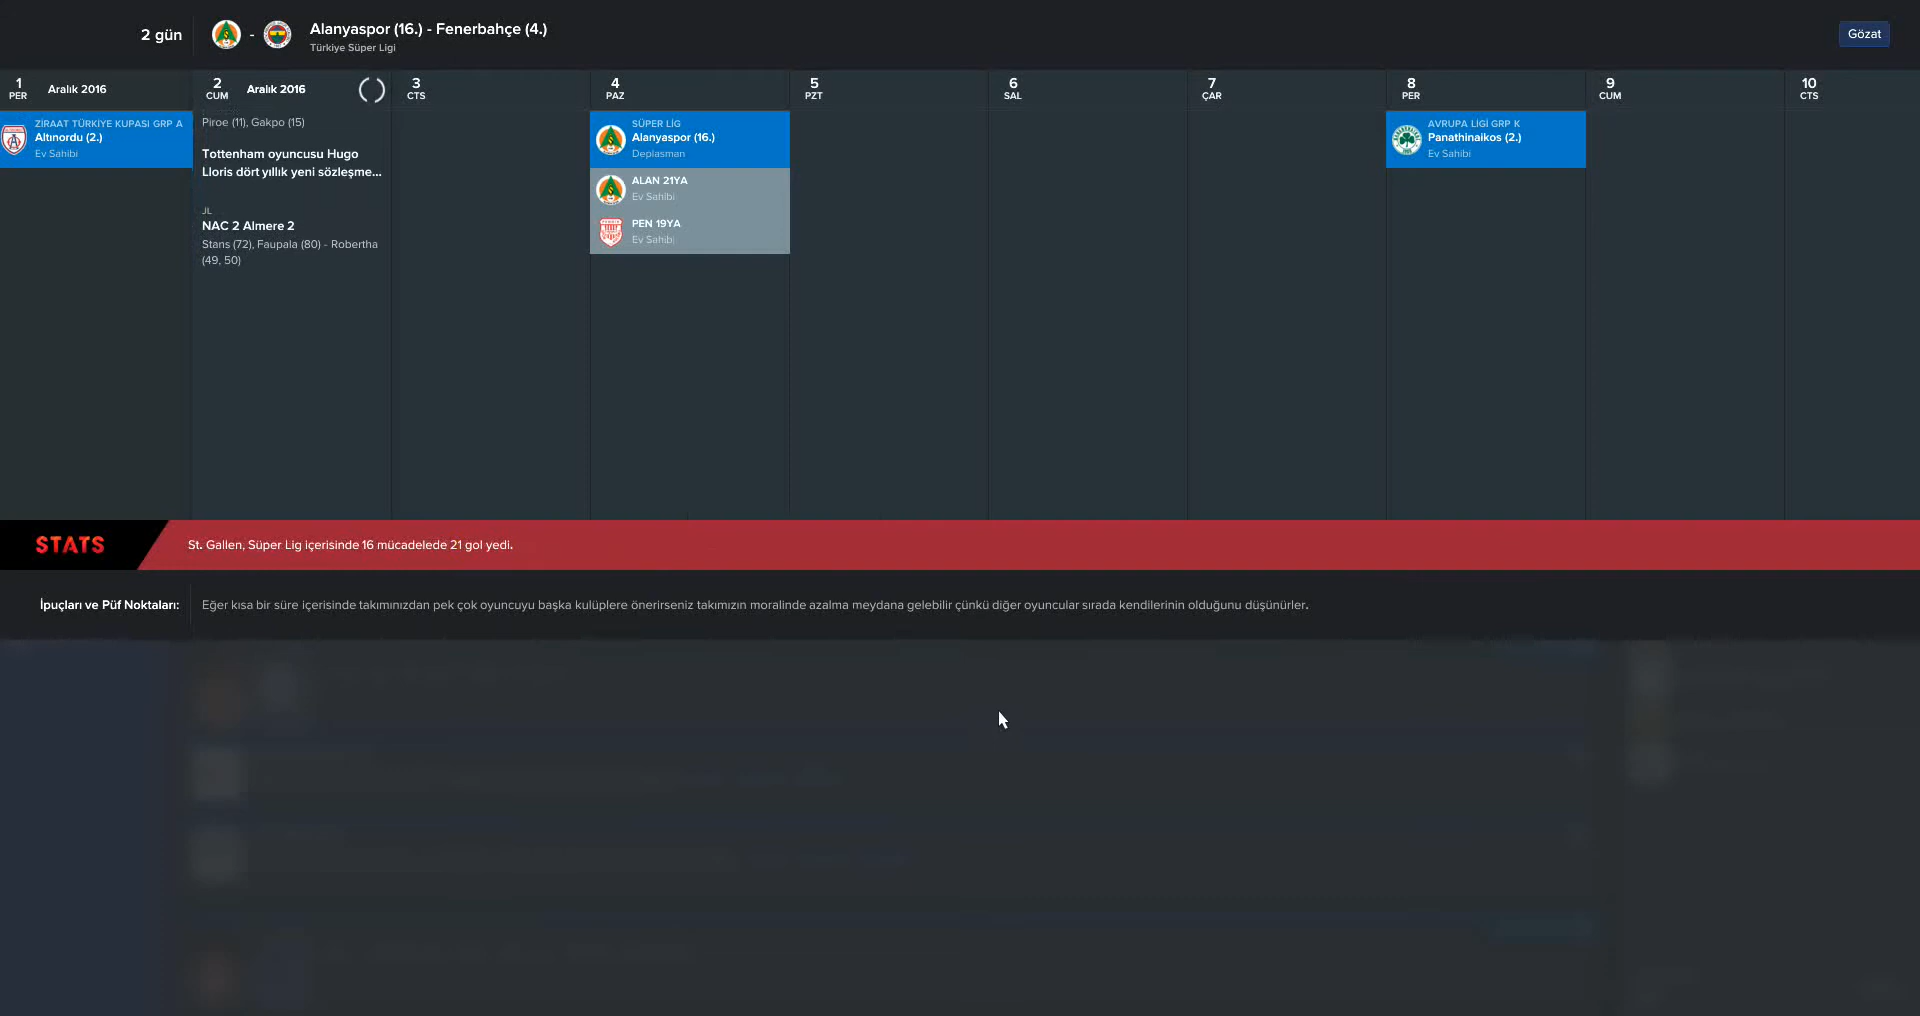 2 gün
-
Alanyaspor (16.) - Fenerbahçe (4.)
Türkiye Süper Ligi
Gözat
1
PER
Aralık 2016
2
CUM
Aralık 2016
3
CTS
4
PAZ
5
PZT
6
SAL
7
ÇAR
8
PER
9
CUM
10
CTS
ZİRAAT TÜRKİYE KUPASI GRP A
Altınordu (2.)
Ev Sahibi
Piroe (11), Gakpo (15)
Tottenham oyuncusu Hugo
Lloris dört yıllık yeni sözleşme...
JL
NAC 2 Almere 2
Stans (72), Faupala (80) - Robertha
(49, 50)
SÜPER LİG
Alanyaspor (16.)
Deplasman
ALAN 21YA
Ev Sahibi
PEN 19YA
Ev Sahibi
AVRUPA LİGİ GRP K
Panathinaikos (2.)
Ev Sahibi
STATS
St. Gallen, Süper Lig içerisinde 16 mücadelede 21 gol yedi.
İpuçları ve Püf Noktaları:
Eğer kısa bir süre içerisinde takımınızdan pek çok oyuncuyu başka kulüplere önerirseniz takımızın moralinde azalma meydana gelebilir çünkü diğer oyuncular sırada kendilerinin olduğunu düşünürler.